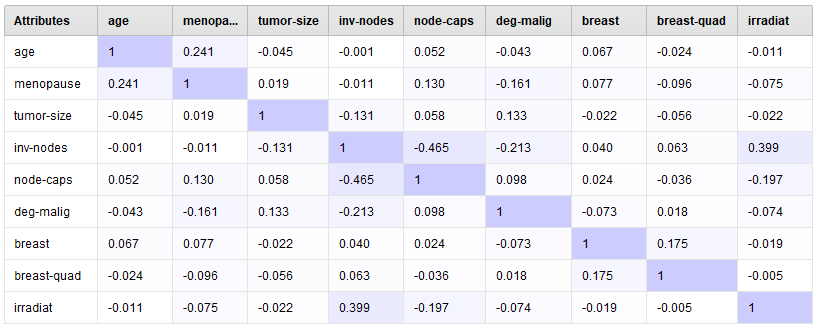 Attributes age menopa... tumor-size inv-nodes node-caps deg-malig breast breast-quad irradiat
age 1 0.241 -0.045 -0.001 0.052 -0.043 0.067 -0.024 -0.011
menopause 0.241 1 0.019 -0.011 0.130 -0.161 0.077 -0.096 -0.075
tumor-size -0.045 0.019 1 -0.131 0.058 0.133 -0.022 -0.056 -0.022
inv-nodes -0.001 -0.011 -0.131 1 -0.465 -0.213 0.040 0.063 0.399
node-caps 0.052 0.130 0.058 -0.465 1 0.098 0.024 -0.036 -0.197
deg-malig -0.043 -0.161 0.133 -0.213 0.098 1 -0.073 0.018 -0.074
breast 0.067 0.077 -0.022 0.040 0.024 -0.073 1 0.175 -0.019
breast-quad -0.024 -0.096 -0.056 0.063 -0.036 0.018 0.175 1 -0.005
irradiat -0.011 -0.075 -0.022 0.399 -0.197 -0.074 -0.019 -0.005 1